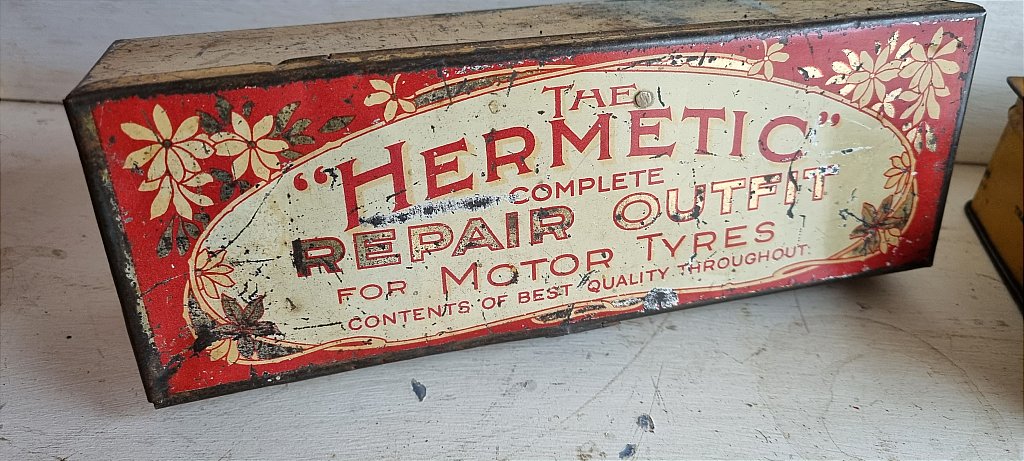 THE
“HERMETIC”
COMPLETE
REPAIR OUTFIT
FOR MOTOR TYRES
CONTENTS OF BEST QUALITY THROUGHOUT.